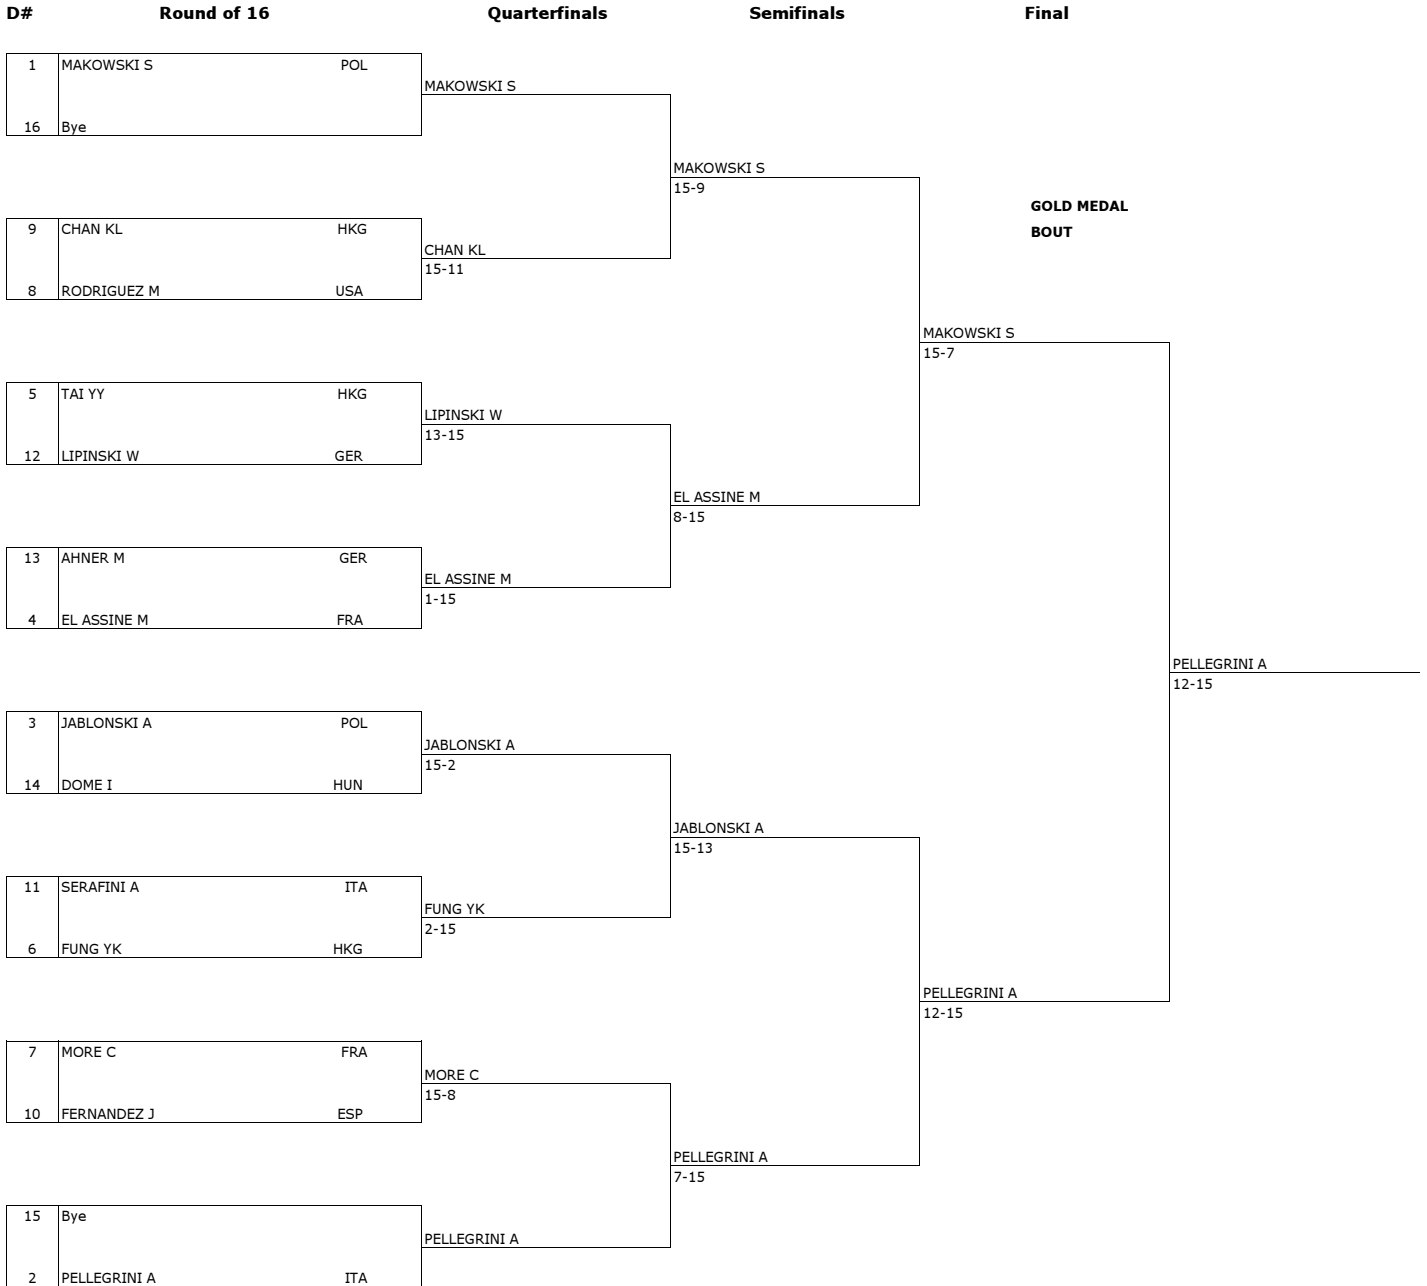 D# Round of 16 Quarterfinals Semifinals Final
1 MAKOWSKI S POL
MAKOWSKI S
16 Bye
MAKOWSKI S
15-9
GOLD MEDAL
BOUT
9 CHAN KL HKG
CHAN KL
15-11
8 RODRIGUEZ M USA
MAKOWSKI S
15-7
5 TAI YY HKG
LIPINSKI W
13-15
12 LIPINSKI W GER
EL ASSINE M
8-15
13 AHNER M GER
EL ASSINE M
1-15
4 EL ASSINE M FRA
PELLEGRINI A
12-15
3 JABLONSKI A POL
JABLONSKI A
15-2
14 DOME I HUN
JABLONSKI A
15-13
11 SERAFINI A ITA
FUNG YK
2-15
6 FUNG YK HKG
PELLEGRINI A
12-15
7 MORE C FRA
MORE C
15-8
10 FERNANDEZ J ESP
PELLEGRINI A
7-15
15 Bye
PELLEGRINI A
2 PELLEGRINI A ITA